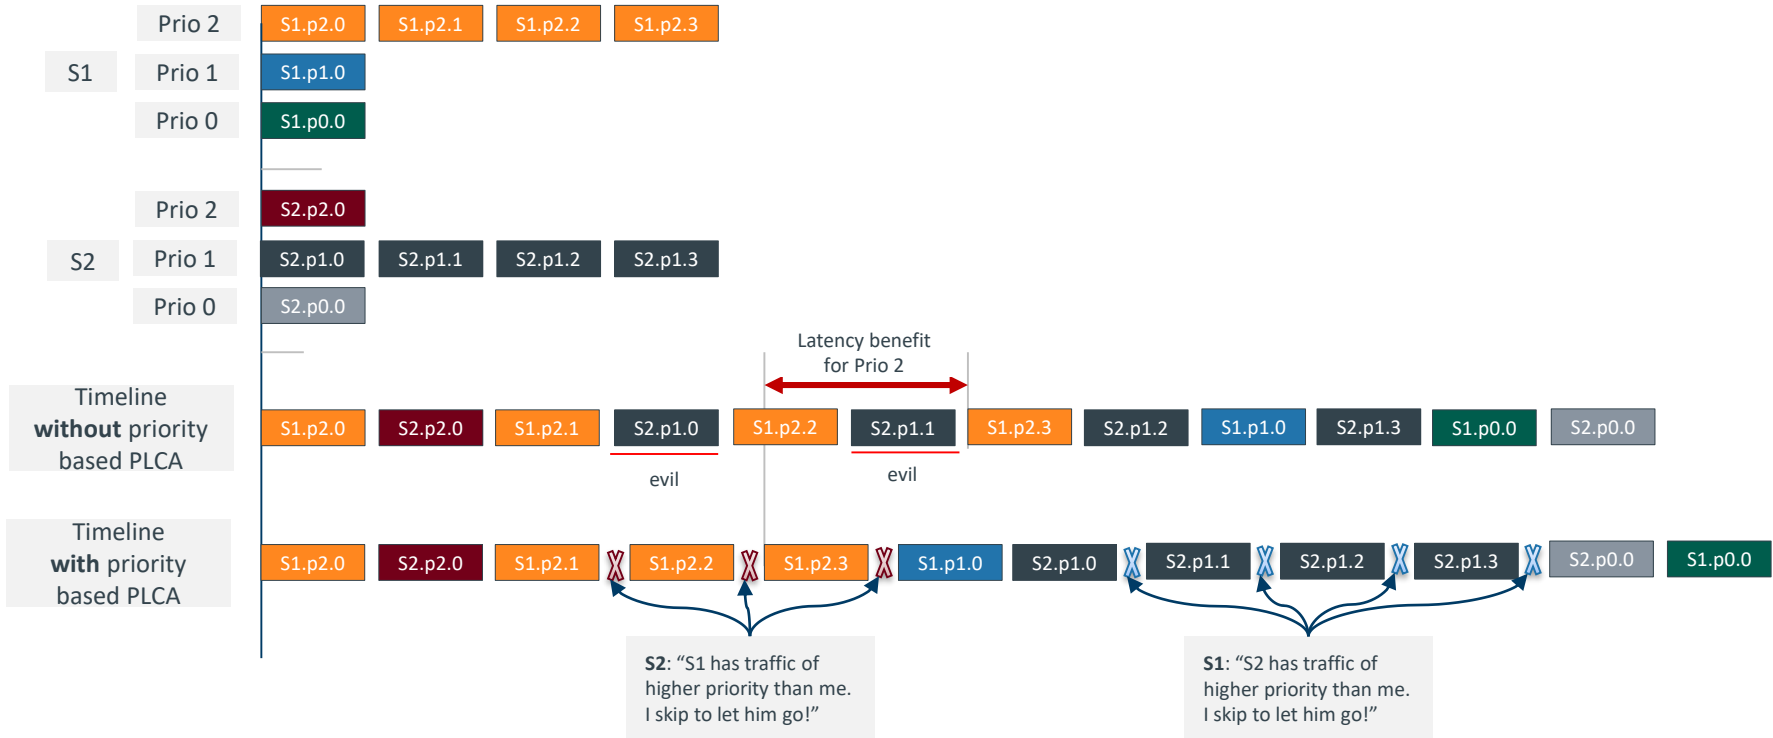 Prio 2
S1.p2.0 S1.p2.1 S1.p2.2 S1.p2.3
S1
Prio 1
S1.p1.0
Prio 0
S1.p0.0
Prio 2
S2.p2.0
S2
Prio 1
S2.p1.0 S2.p1.1 S2.p1.2 S2.p1.3
Prio 0
S2.p0.0
Latency benefit
for Prio 2
Timeline
without priority
based PLCA
S1.p2.0 S2.p2.0 S1.p2.1 S2.p1.0 S1.p2.2 S2.p1.1 S1.p2.3 S2.p1.2 S1.p1.0 S2.p1.3 S1.p0.0 S2.p0.0
evil
evil
Timeline
with priority
based PLCA
S1.p2.0 S2.p2.0 S1.p2.1 S1.p2.2 S1.p2.3 S1.p1.0 S2.p1.0 S2.p1.1 S2.p1.2 S2.p1.3 S2.p0.0 S1.p0.0
S2: “S1 has traffic of
higher priority than me.
I skip to let him go!”
S1: “S2 has traffic of
higher priority than me.
I skip to let him go!”